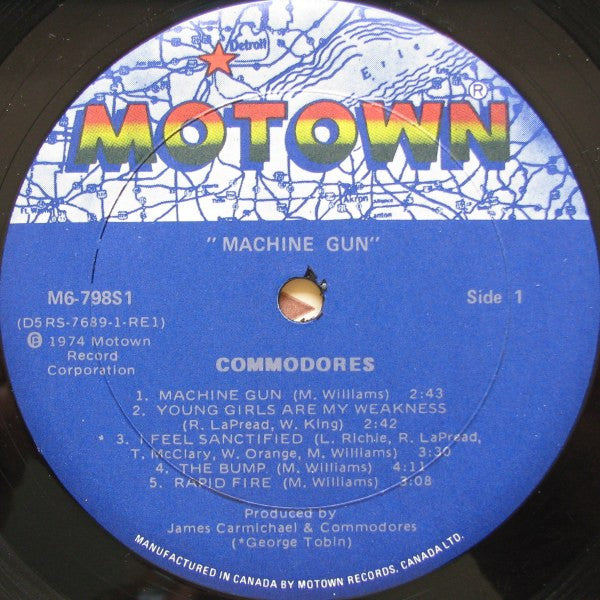 Detroit
Erie
MOTOWN®
Akron
Canton
"MACHINE GUN"
M6-798S1
Side 1
(D5RS-7689-1-RE1)
℗ 1974 Motown
Record
Corporation
COMMODORES
1. MACHINE GUN (M. Williams) 2:43
2. YOUNG GIRLS ARE MY WEAKNESS
(R. LaPread, W. King) 2:42
* 3. I FEEL SANCTIFIED (L. Richie, R. LaPread,
T. McClary, W. Orange, M. Williams) 3:30
4. THE BUMP (M. Williams) 4:11
5. RAPID FIRE (M. Williams) 3:08
Produced by
James Carmichael & Commodores
(*George Tobin)
MANUFACTURED IN CANADA BY MOTOWN RECORDS, CANADA LTD.